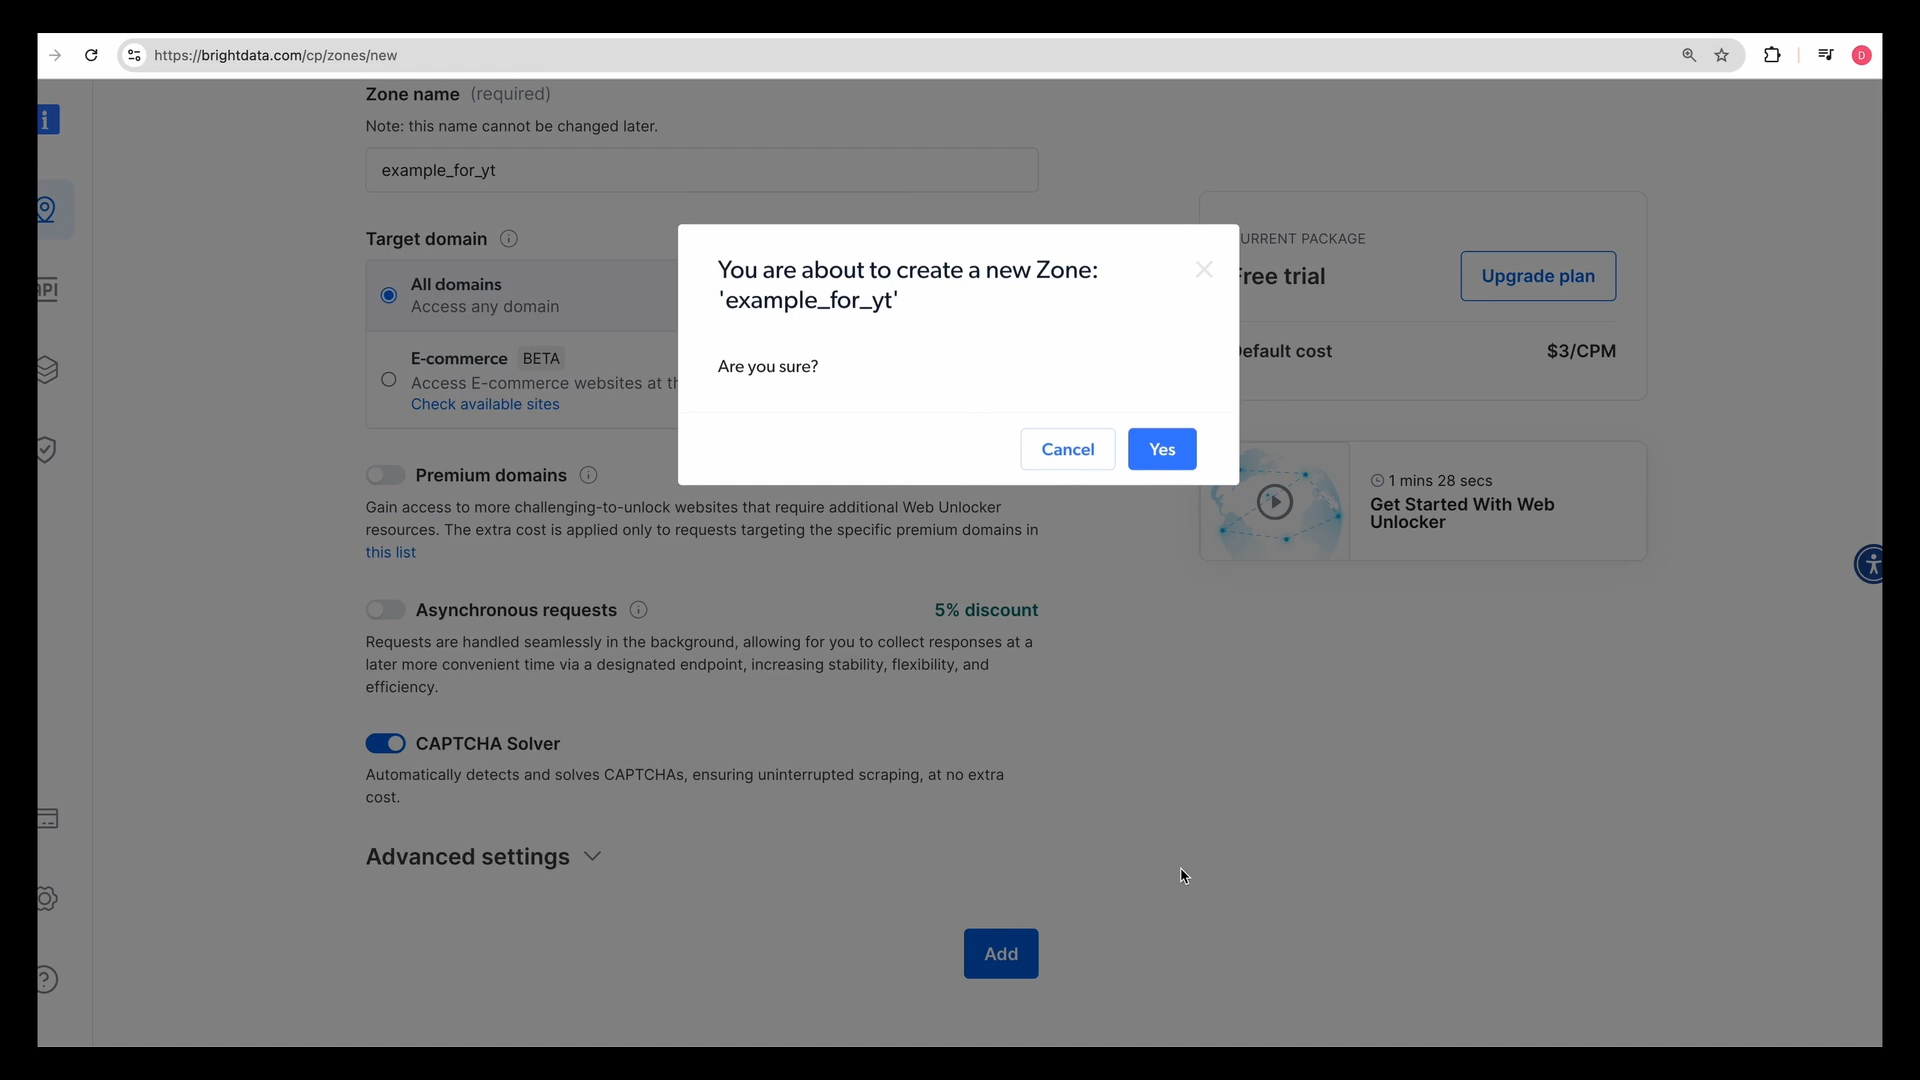 https://brightdata.com/cp/zones/new
D
Zone name (required)
Note: this name cannot be changed later.
example_for_yt
Target domain
All domains
Access any domain
E-commerce BETA
Access E-commerce websites at
Check available sites
Premium domains
Gain access to more challenging-to-unlock websites that require additional Web Unlocker
resources. The extra cost is applied only to requests targeting the specific premium domains in
this list
Asynchronous requests
5% discount
Requests are handled seamlessly in the background, allowing for you to collect responses at a
later more convenient time via a designated endpoint, increasing stability, flexibility, and
efficiency.
CAPTCHA Solver
Automatically detects and solves CAPTCHAs, ensuring uninterrupted scraping, at no extra
cost.
Advanced settings
Add
You are about to create a new Zone:
'example_for_yt'
Are you sure?
Cancel
Yes
URRENT PACKAGE
Free trial
Upgrade plan
Default cost
$3/CPM
1 mins 28 secs
Get Started With Web
Unlocker
API